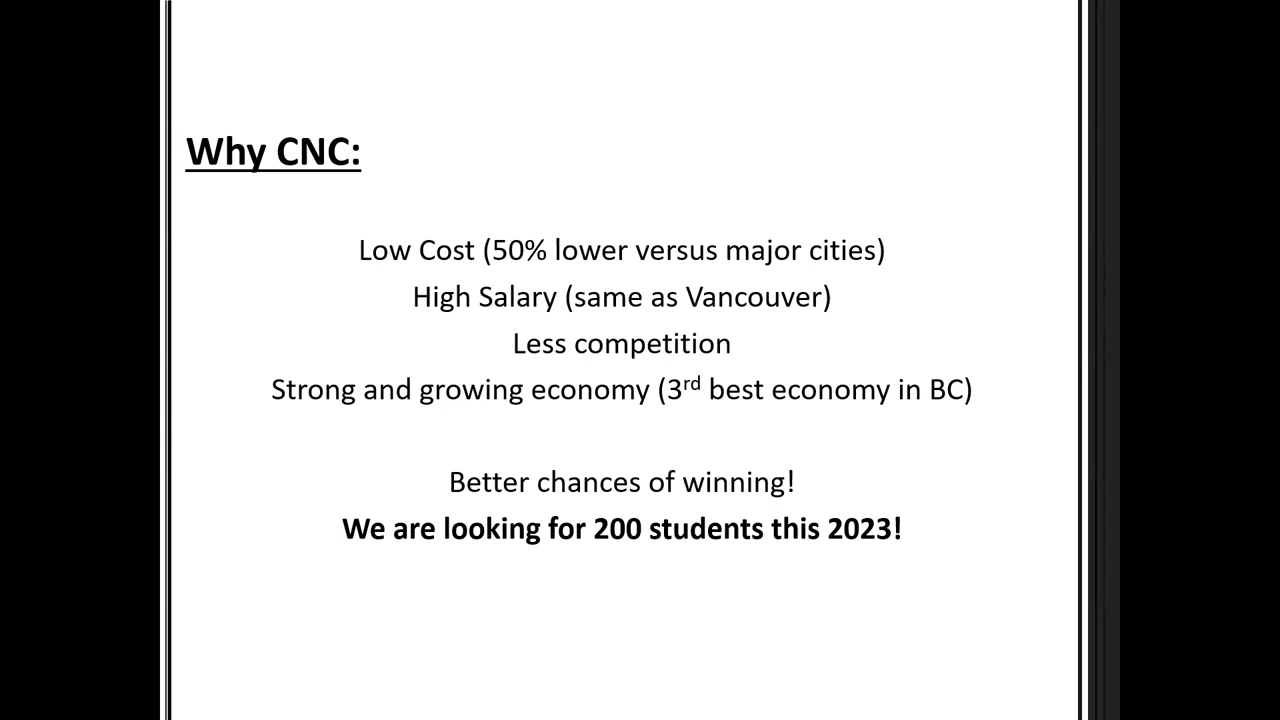 Why CNC:
Low Cost (50% lower versus major cities)
High Salary (same as Vancouver)
Less competition
Strong and growing economy (3rd best economy in BC)
Better chances of winning!
We are looking for 200 students this 2023!